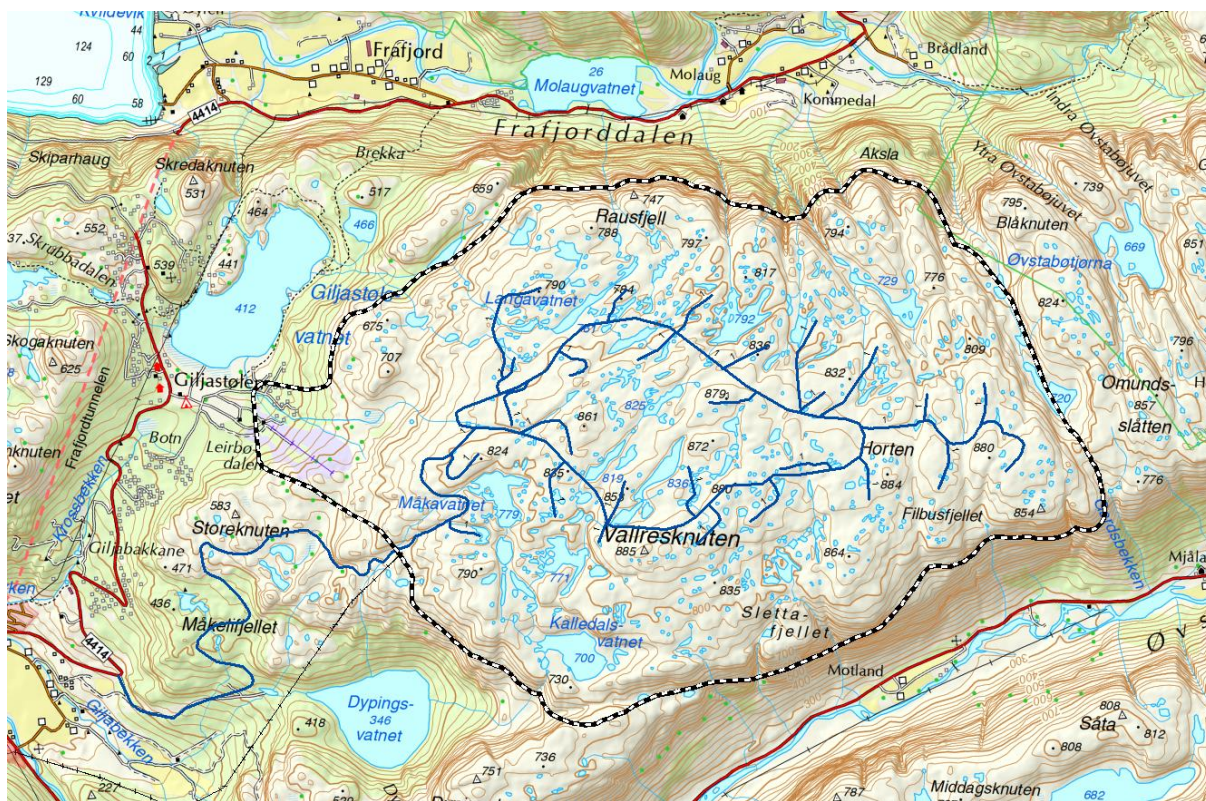 Kvildevik
44
124
60
129
60
58
Frafjord
26
Molaugvatnet
Molaug
Brådland
Kommedal
4414
Frafjorddalen
Indra Øvstabøjuvet
Ytra Øvstabøjuvet
Skiparhaug
Skredaknuten
531
Brekka
517
659
Aksla
739
464
466
747
Rausfjell
788
797
794
795
Blåknuten
669
851
552
Skrubbadalen
539
441
412
Giljastøls
vatnet
Øvstabøtjørna
790
Langavatnet
784
817
729
776
824
792
761
675
707
836
809
796
Skogaknuten
625
Frafjordtunnelen
Giljastølen
832
Omunds-
slåtten
857
861
825
879
720
Botn
Leirbø-
dalen
872
Horten
880
824
835
819
836
880
884
776
583
Storeknuten
Måkavatnet
779
858
Vallresknuten
885
Filbusfjellet
854
Krossbekken
Giljabakkane
471
436
Måkelifjellet
790
771
864
835
Mjåla
Kalledals-
vatnet
700
Sletta-
fjellet
730
Motland
4414
Giljabekken
Dypings-
346
vatnet
418
227
736
751
808
Såta
812
808
787
Middagsknuten
682